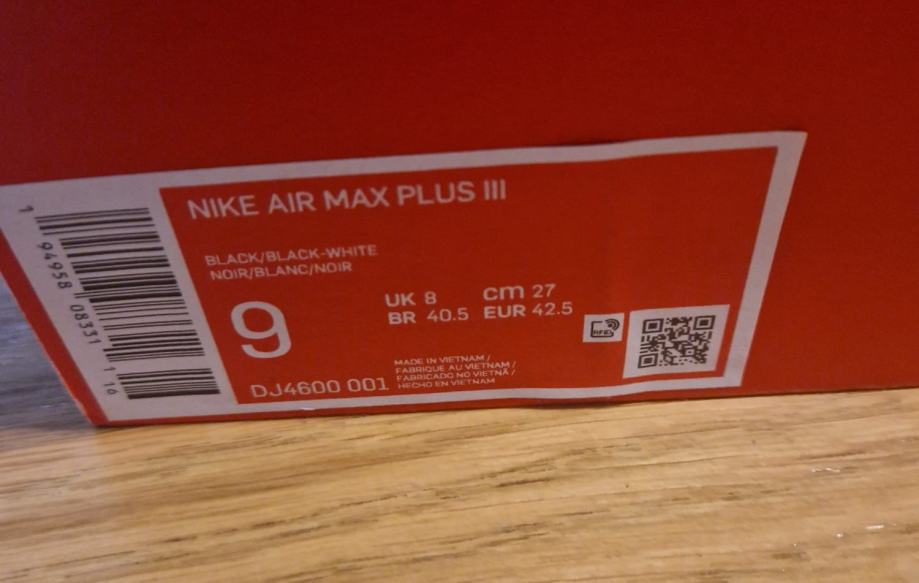 NIKE AIR MAX PLUS III
BLACK/BLACK-WHITE
NOIR/BLANC/NOIR
9
UK 8 cm 27
BR 40.5 EUR 42.5
RFID
DJ4600 001
MADE IN VIETNAM /
FABRIQUE AU VIETNAM /
FABRICADO NO VIETNÃ /
HECHO EN VIETNAM
1 94958 08331 1 10